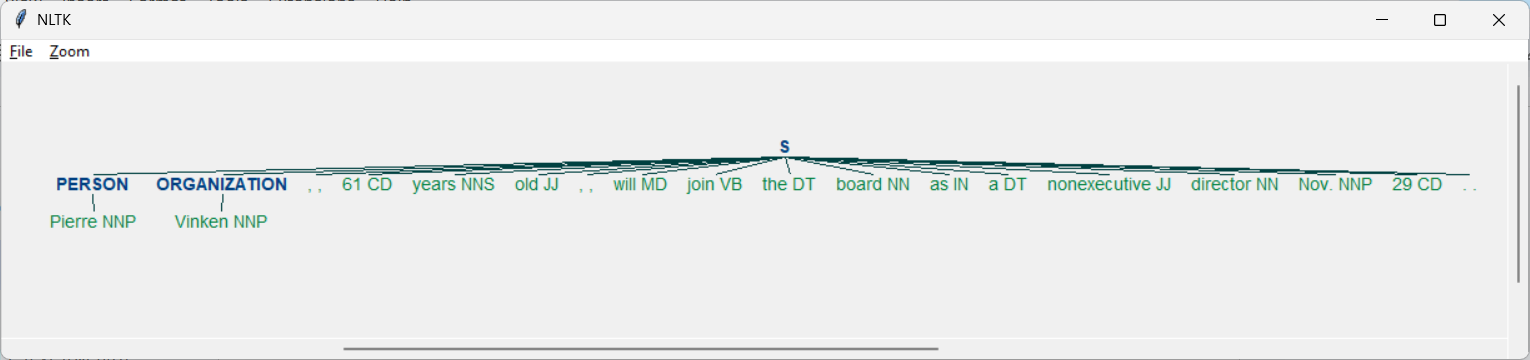 NLTK
File Zoom
S
PERSON ORGANIZATION , , 61 CD years NNS old JJ , , will MD join VB the DT board NN as IN a DT nonexecutive JJ director NN Nov. NNP 29 CD . .
Pierre NNP Vinken NNP